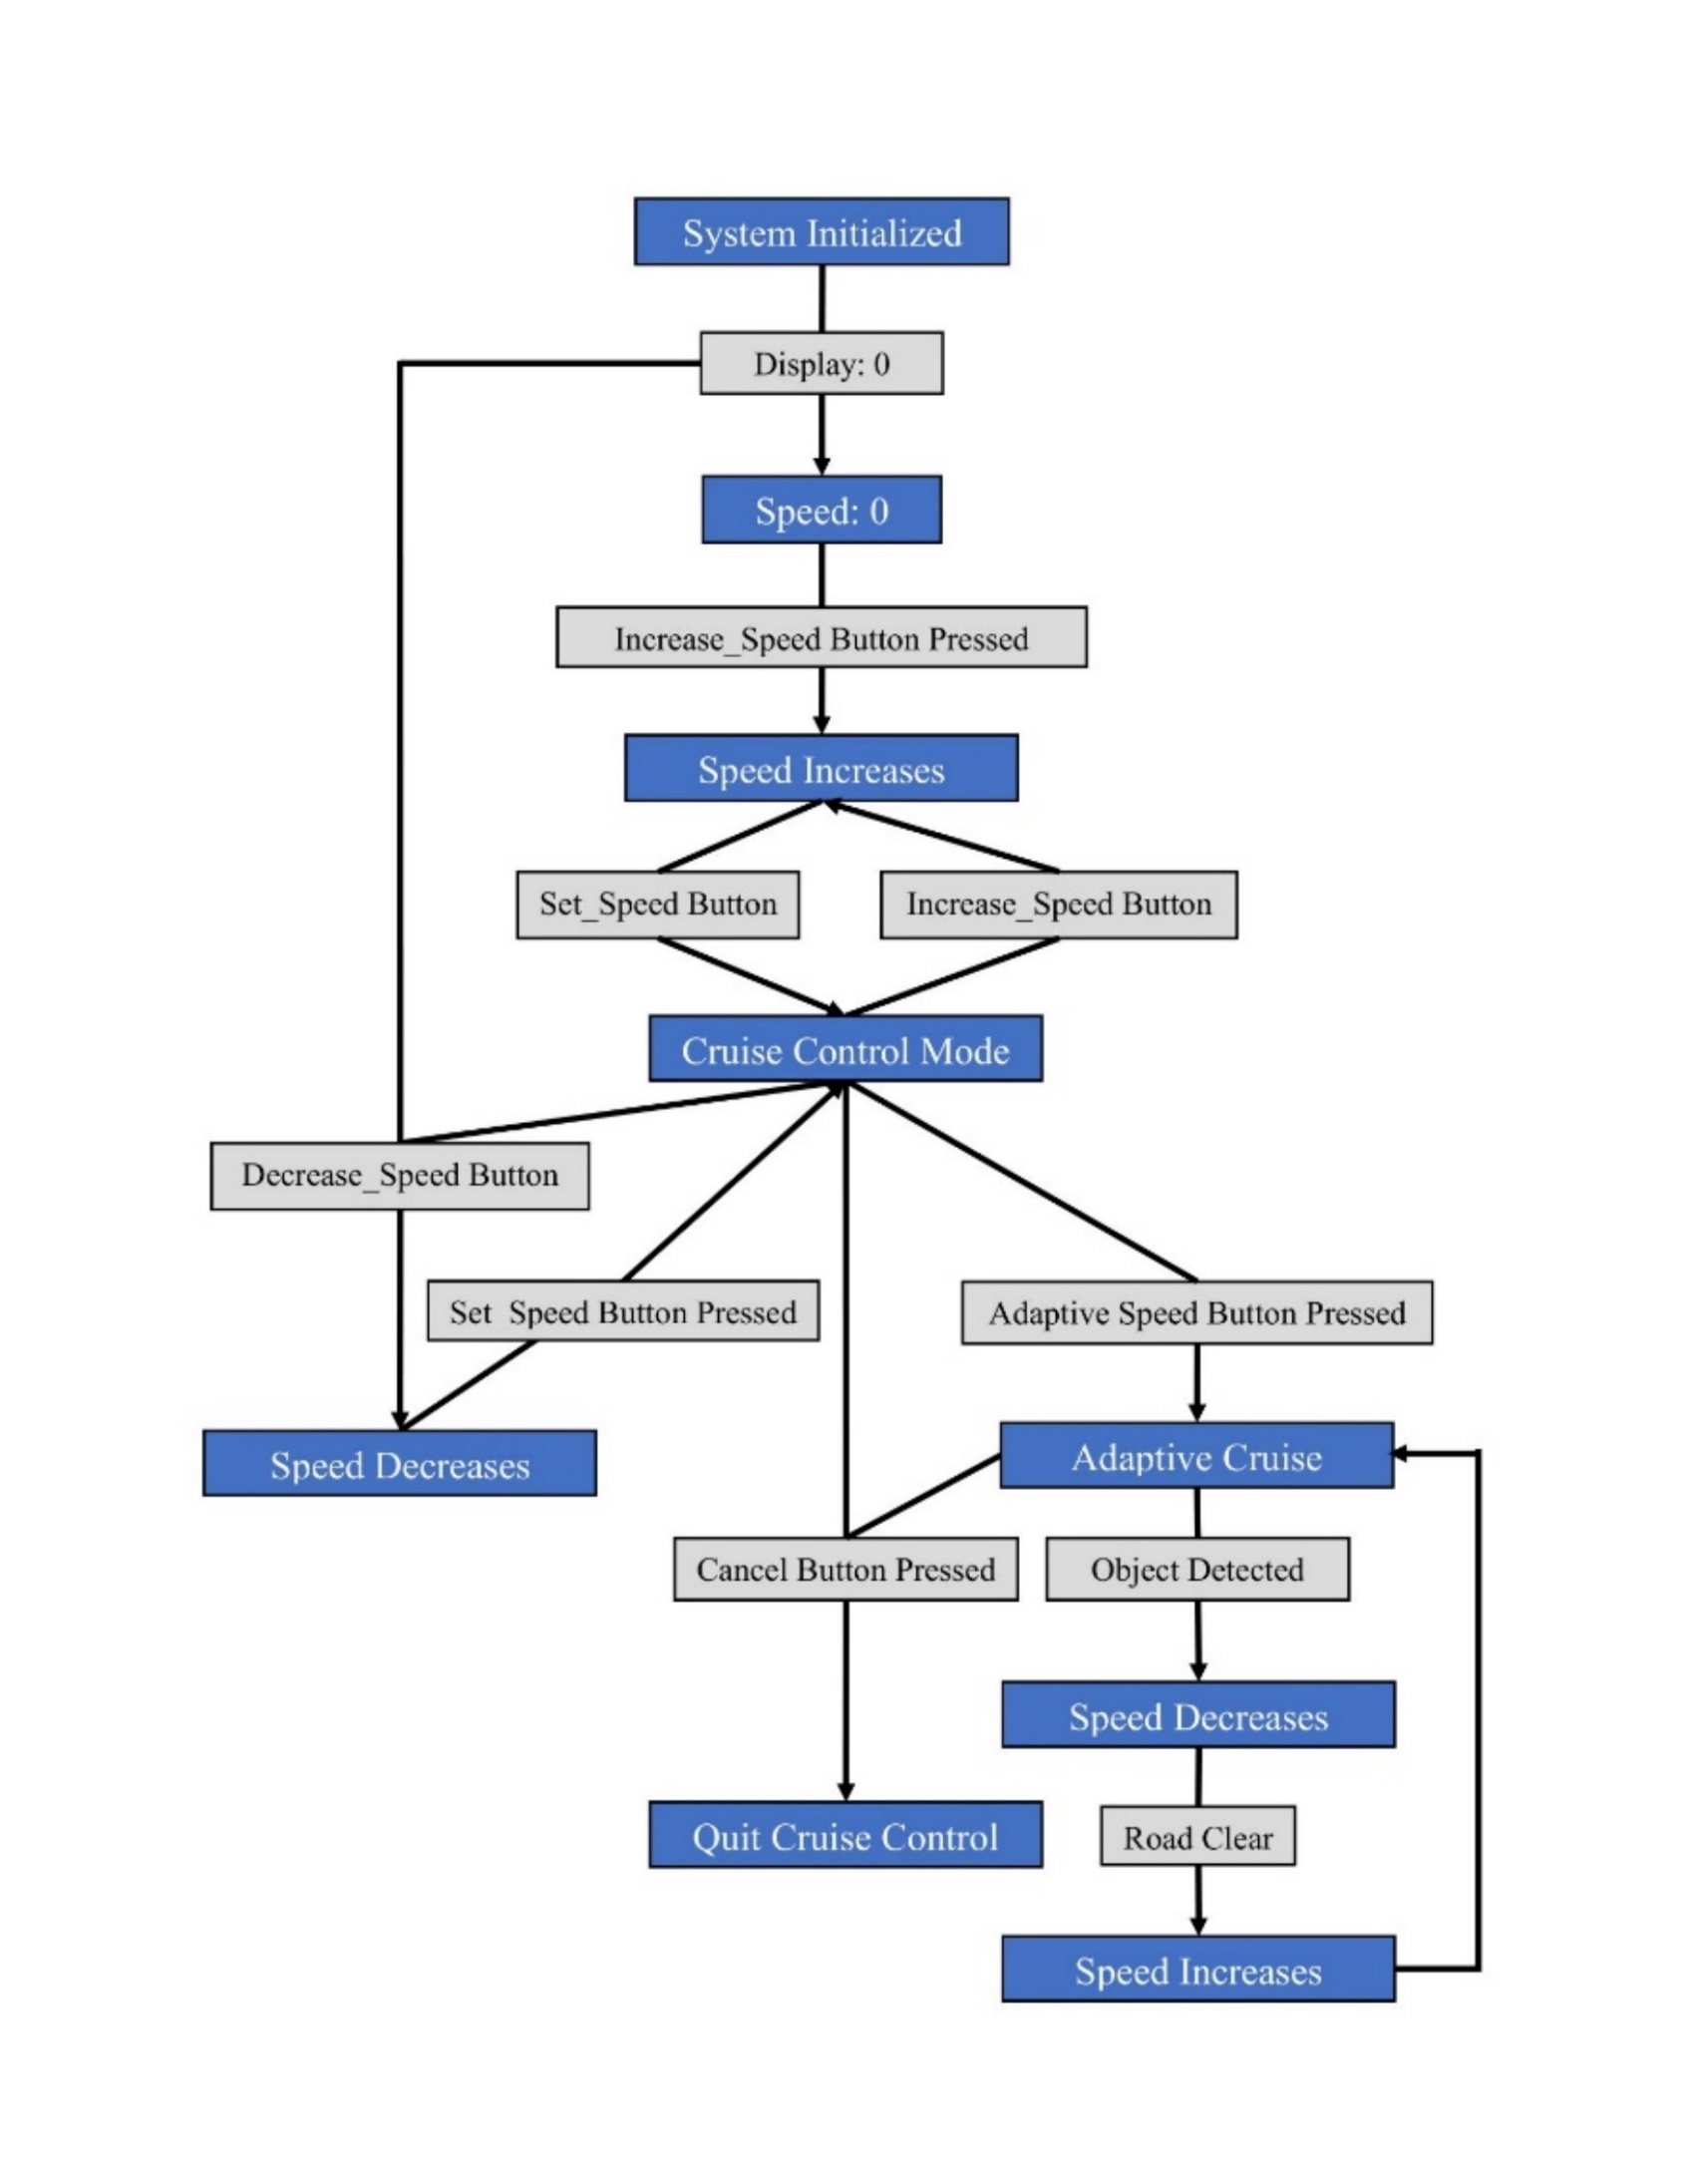 System Initialized
Display: 0
Speed: 0
Increase_Speed Button Pressed
Speed Increases
Set_Speed Button
Increase_Speed Button
Cruise Control Mode
Decrease_Speed Button
Set  Speed Button Pressed
Adaptive Speed Button Pressed
Speed Decreases
Adaptive Cruise
Cancel Button Pressed
Object Detected
Speed Decreases
Quit Cruise Control
Road Clear
Speed Increases